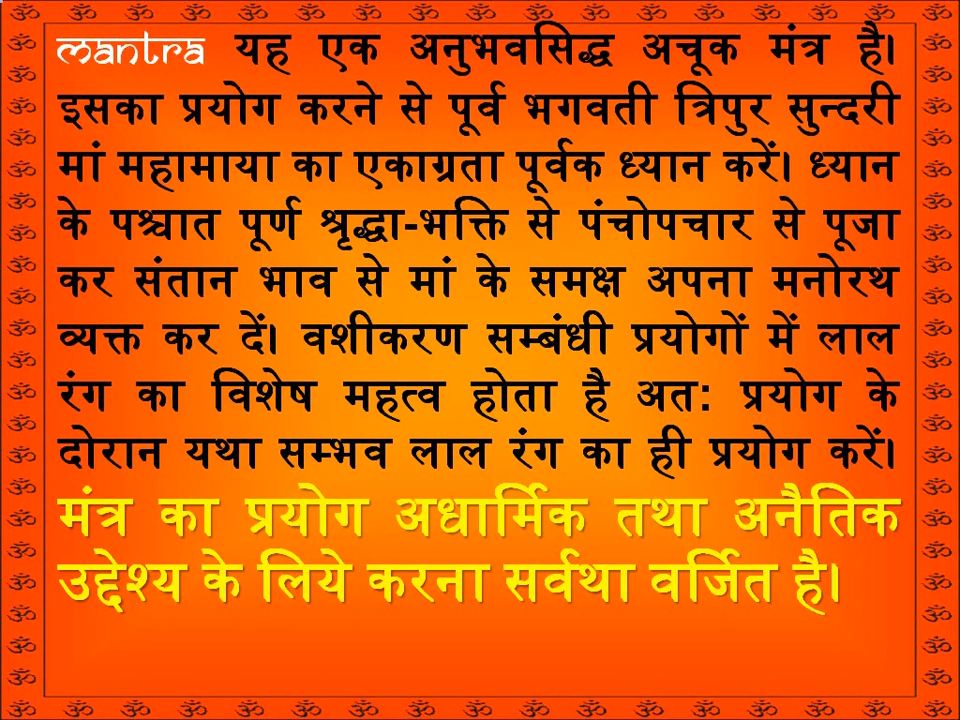 MANTRA यह एक अनुभवसिद्ध अचूक मंत्र है।
इसका प्रयोग करने से पूर्व भगवती त्रिपुर सुन्दरी
मां महामाया का एकाग्रता पूर्वक ध्यान करें। ध्यान
के पश्चात पूर्ण श्रृद्धा-भक्ति से पंचोपचार से पूजा
कर संतान भाव से मां के समक्ष अपना मनोरथ
व्यक्त कर दें। वशीकरण सम्बंधी प्रयोगों में लाल
रंग का विशेष महत्व होता है अतः प्रयोग के
दोरान यथा सम्भव लाल रंग का ही प्रयोग करें।
मंत्र का प्रयोग अधार्मिक तथा अनैतिक
उद्देश्य के लिये करना सर्वथा वर्जित है।